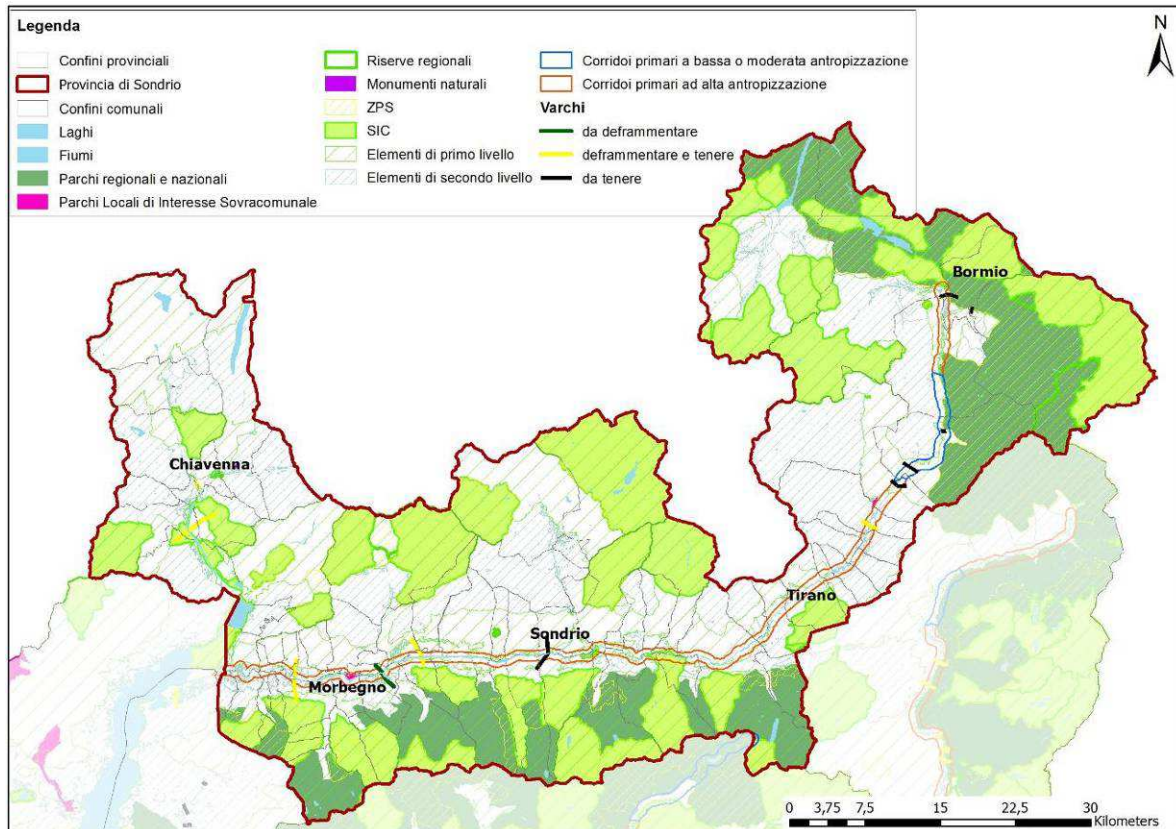 Legenda
Confini provinciali
Provincia di Sondrio
Confini comunali
Laghi
Fiumi
Parchi regionali e nazionali
Parchi Locali di Interesse Sovracomunale
Riserve regionali
Monumenti naturali
ZPS
SIC
Elementi di primo livello
Elementi di secondo livello
Corridoi primari a bassa o moderata antropizzazione
Corridoi primari ad alta antropizzazione
Varchi
da deframmentare
deframmentare e tenere
da tenere
N
Bormio
Chiavenna
Tirano
Sondrio
Morbegno
0 3,75 7,5 15 22,5 30
Kilometers